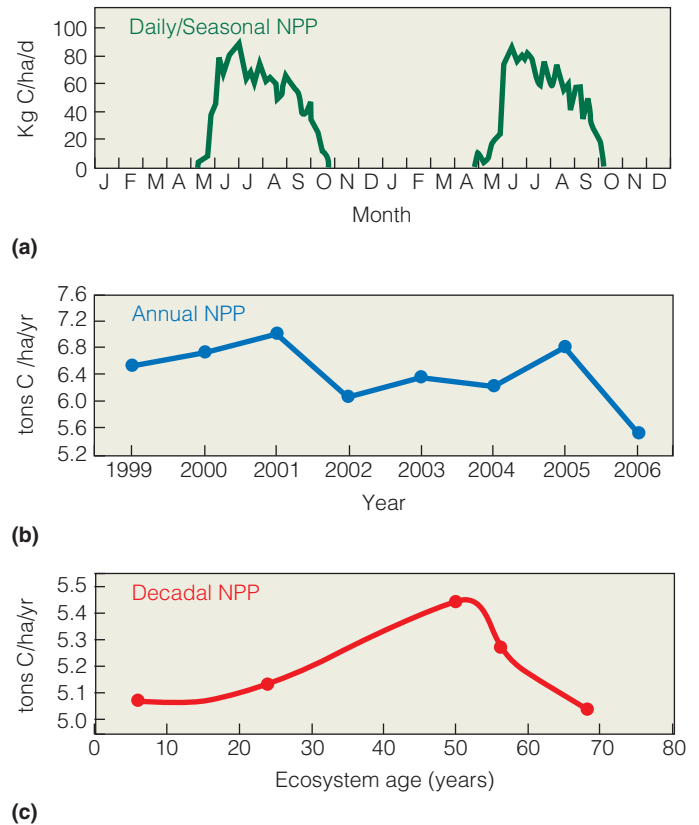 Daily/Seasonal NPP
Kg C/ha/d
100
80
60
40
20
0
J F M A M J J A S O N D J F M A M J J A S O N D
Month
(a)
Annual NPP
tons C /ha/yr
7.6
7.2
6.8
6.4
6.0
5.6
5.2
1999 2000 2001 2002 2003 2004 2005 2006
Year
(b)
Decadal NPP
tons C/ha/yr
5.5
5.4
5.3
5.2
5.1
5.0
0 10 20 30 40 50 60 70 80
Ecosystem age (years)
(c)